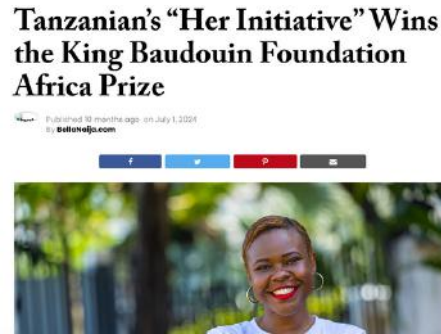 Tanzanian's “Her Initiative” Wins
the King Baudouin Foundation
Africa Prize
Published 10 months ago on July 1, 2024
By BellaNaija.com